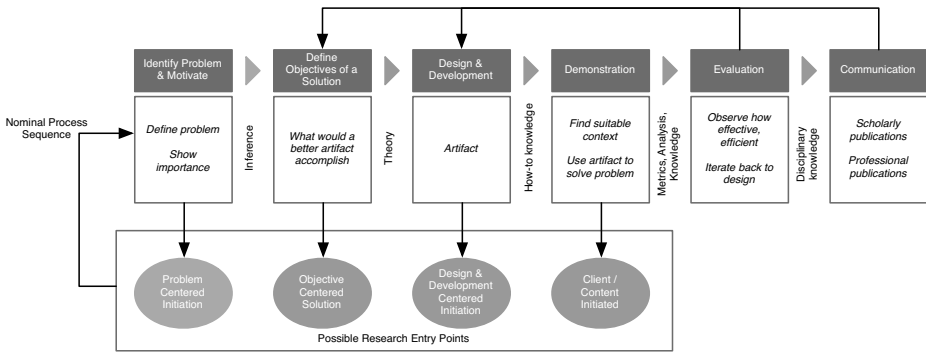 Identify Problem
& Motivate
Define
Objectives of a
Solution
Design &
Development
Demonstration
Evaluation
Communication
Nominal Process
Sequence
Define problem
Show
importance
Inference
What would a
better artifact
accomplish
Theory
Artifact
How-to knowledge
Find suitable
context
Use artifact to
solve problem
Metrics, Analysis,
Knowledge
Observe how
effective,
efficient
Iterate back to
design
Disciplinary
knowledge
Scholarly
publications
Professional
publications
Problem
Centered
Initiation
Objective
Centered
Solution
Design &
Development
Centered
Initiation
Client /
Content
Initiated
Possible Research Entry Points